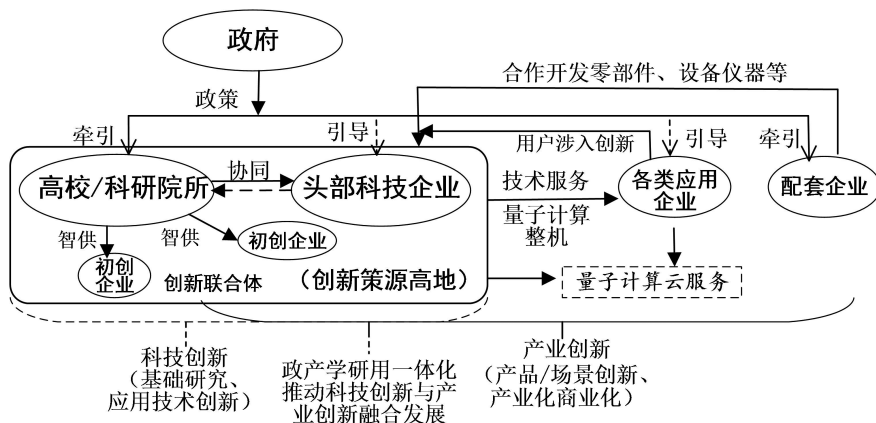 政府
政策
合作开发零部件、设备仪器等
牵引
引导
用户涉入创新
引导
牵引
高校/科研院所
协同
头部科技企业
技术服务
各类应用
企业
配套企业
量子计算
整机
智供
智供
初创企业
初创
企业
创新联合体
（创新策源高地）
量子计算云服务
科技创新
（基础研究、
应用技术创新）
政产学研用一体化
推动科技创新与产
业创新融合发展
产业创新
（产品/场景创新、
产业化商业化）